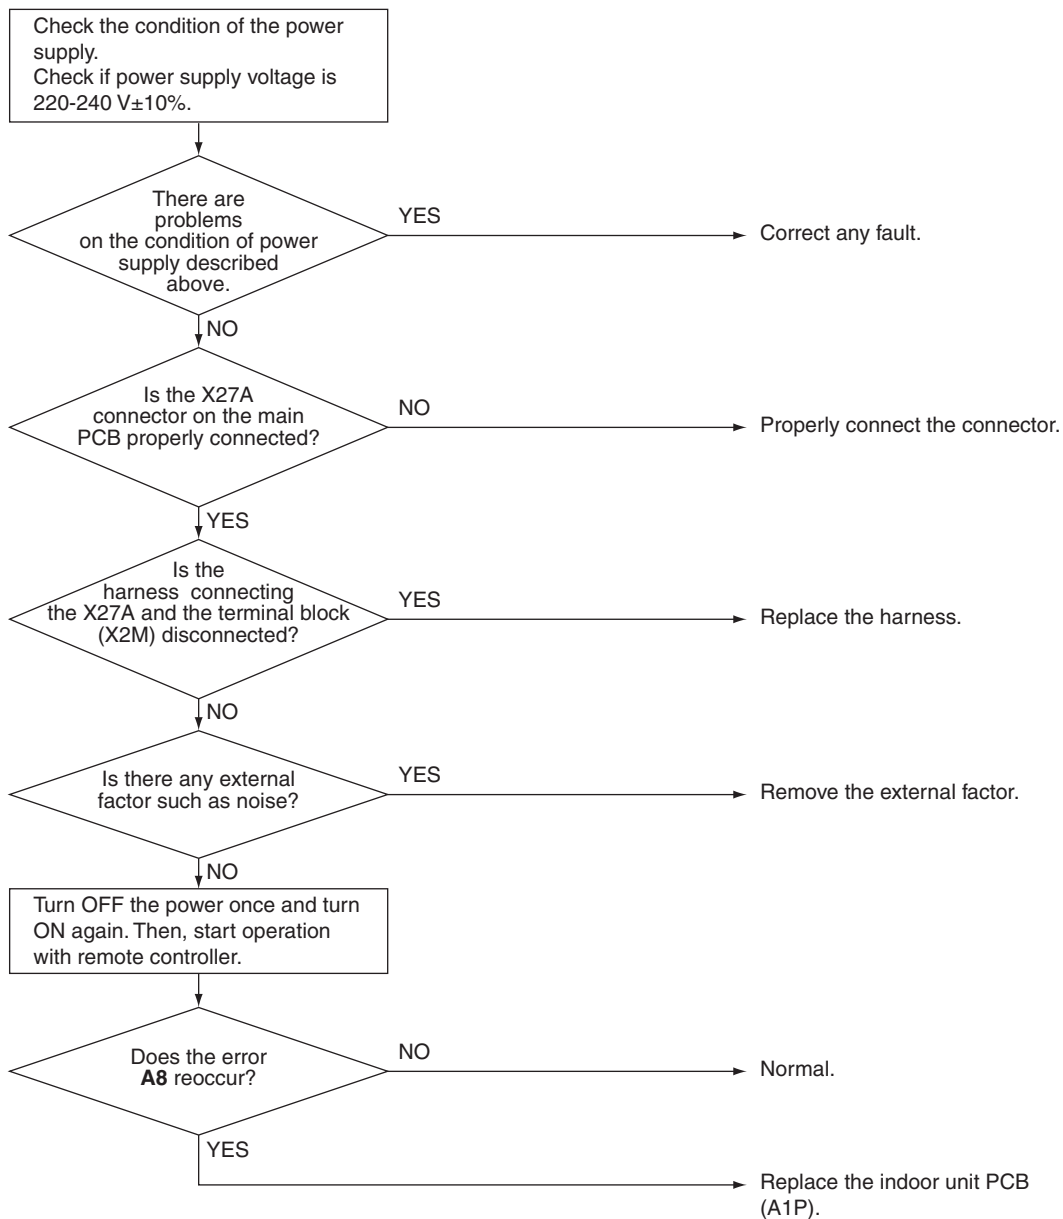 Check the condition of the power
supply.
Check if power supply voltage is
220-240 V±10%.
There are
problems
on the condition of power
supply described
above.
YES
Correct any fault.
NO
Is the X27A
connector on the main
PCB properly connected?
NO
Properly connect the connector.
YES
Is the
harness connecting
the X27A and the terminal block
(X2M) disconnected?
YES
Replace the harness.
NO
Is there any external
factor such as noise?
YES
Remove the external factor.
NO
Turn OFF the power once and turn
ON again. Then, start operation
with remote controller.
Does the error
A8 reoccur?
NO
Normal.
YES
Replace the indoor unit PCB
(A1P).